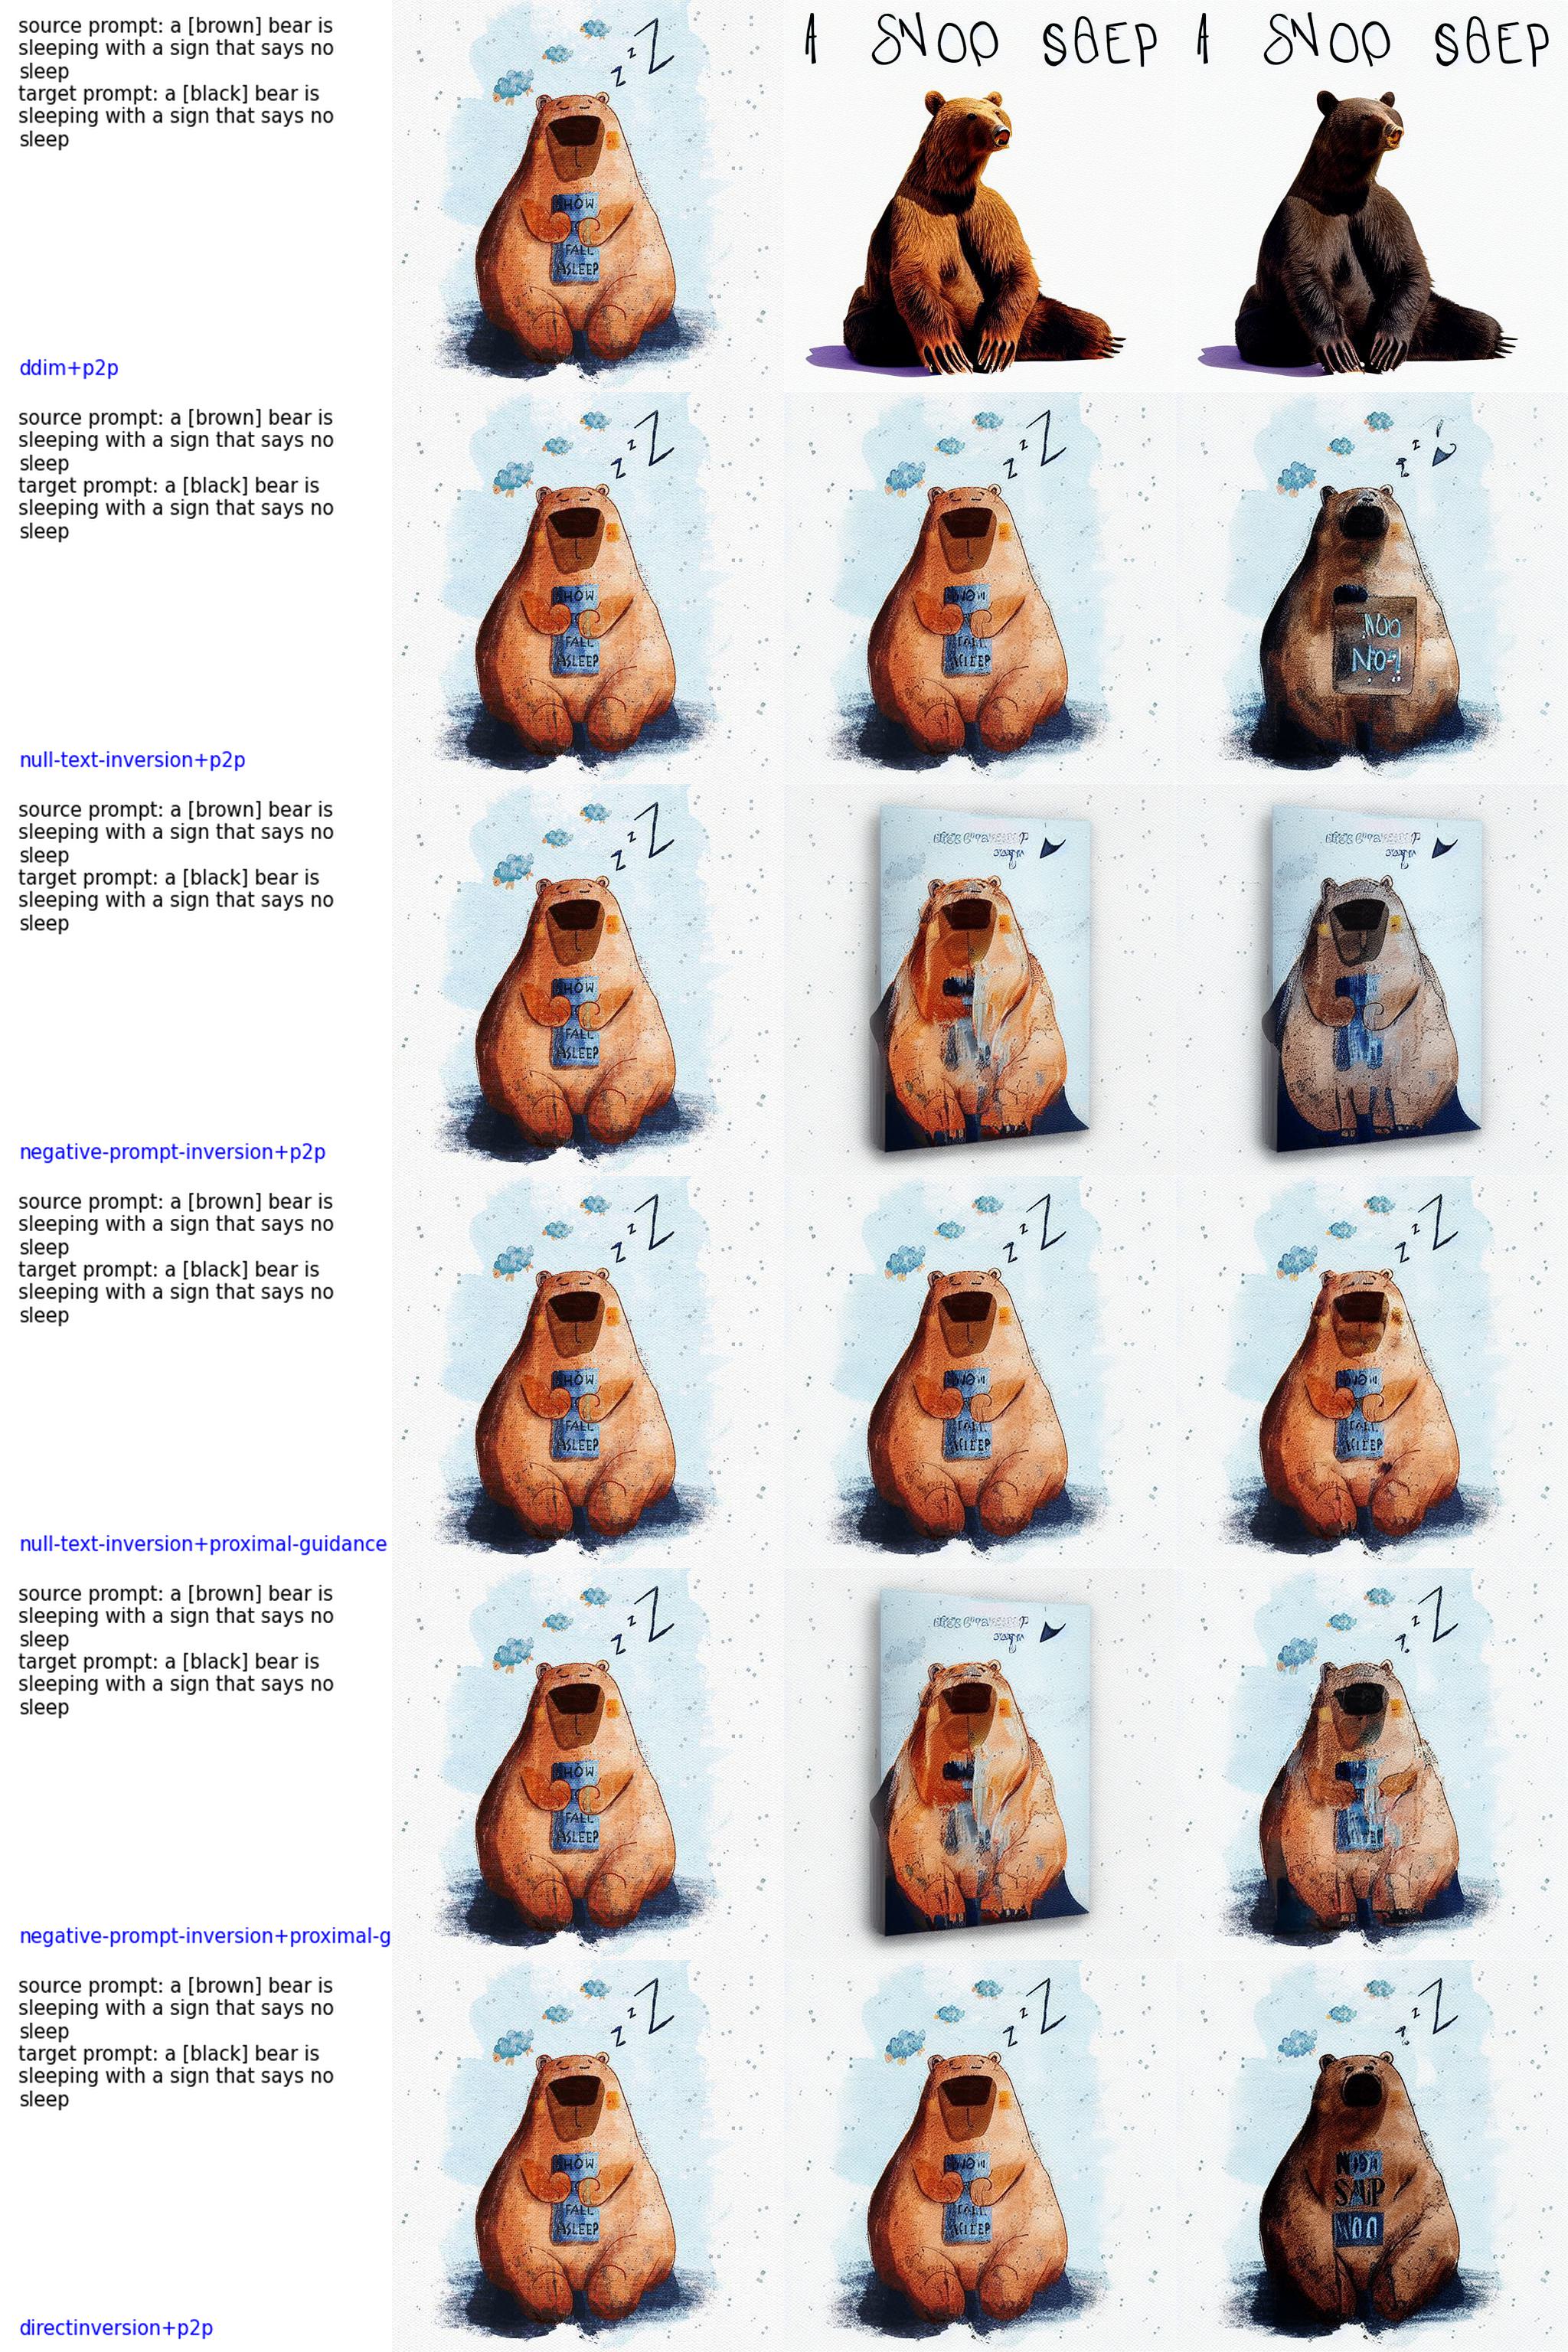 source prompt: a [brown] bear is
sleeping with a sign that says no
sleep
target prompt: a [black] bear is
sleeping with a sign that says no
sleep
ddim+p2p
z z Z
HOW
FALL
ASLEEP
A SNOO SBEP
A SNOO SBEP
source prompt: a [brown] bear is
sleeping with a sign that says no
sleep
target prompt: a [black] bear is
sleeping with a sign that says no
sleep
null-text-inversion+p2p
z z Z
HOW
FALL
ASLEEP
z z Z
source prompt: a [brown] bear is
sleeping with a sign that says no
sleep
target prompt: a [black] bear is
sleeping with a sign that says no
sleep
negative-prompt-inversion+p2p
z z Z
HOW
FALL
ASLEEP
source prompt: a [brown] bear is
sleeping with a sign that says no
sleep
target prompt: a [black] bear is
sleeping with a sign that says no
sleep
null-text-inversion+proximal-guidance
z z Z
HOW
FALL
ASLEEP
z z Z
z z Z
source prompt: a [brown] bear is
sleeping with a sign that says no
sleep
target prompt: a [black] bear is
sleeping with a sign that says no
sleep
negative-prompt-inversion+proximal-g
z z Z
HOW
FALL
ASLEEP
z z Z
source prompt: a [brown] bear is
sleeping with a sign that says no
sleep
target prompt: a [black] bear is
sleeping with a sign that says no
sleep
directinversion+p2p
z z Z
HOW
FALL
ASLEEP
z z Z
z z Z